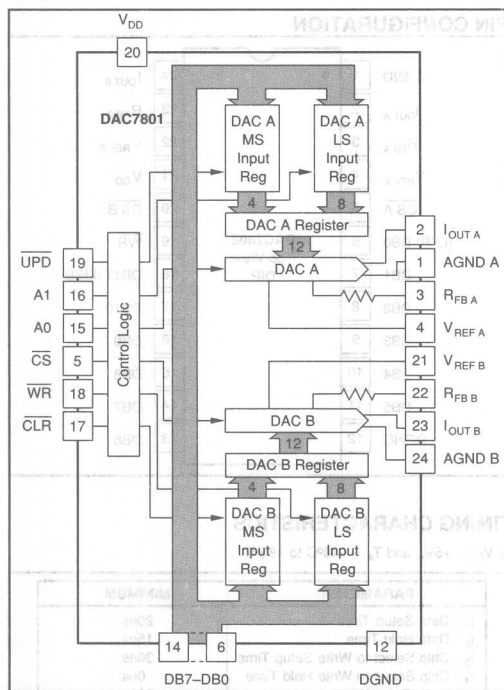 V_DD
20
DAC7801
DAC A
MS
Input
Reg
DAC A
LS
Input
Reg
4
8
DAC A Register
12
DAC A
Control Logic
UPD
19
A1
16
A0
15
CS
5
WR
18
CLR
17
2
I_OUT A
1
AGND A
3
R_FB A
4
V_REF A
21
V_REF B
22
R_FB B
23
I_OUT B
24
AGND B
DAC B
12
DAC B Register
4
8
DAC B
MS
Input
Reg
DAC B
LS
Input
Reg
14
6
DB7–DB0
12
DGND